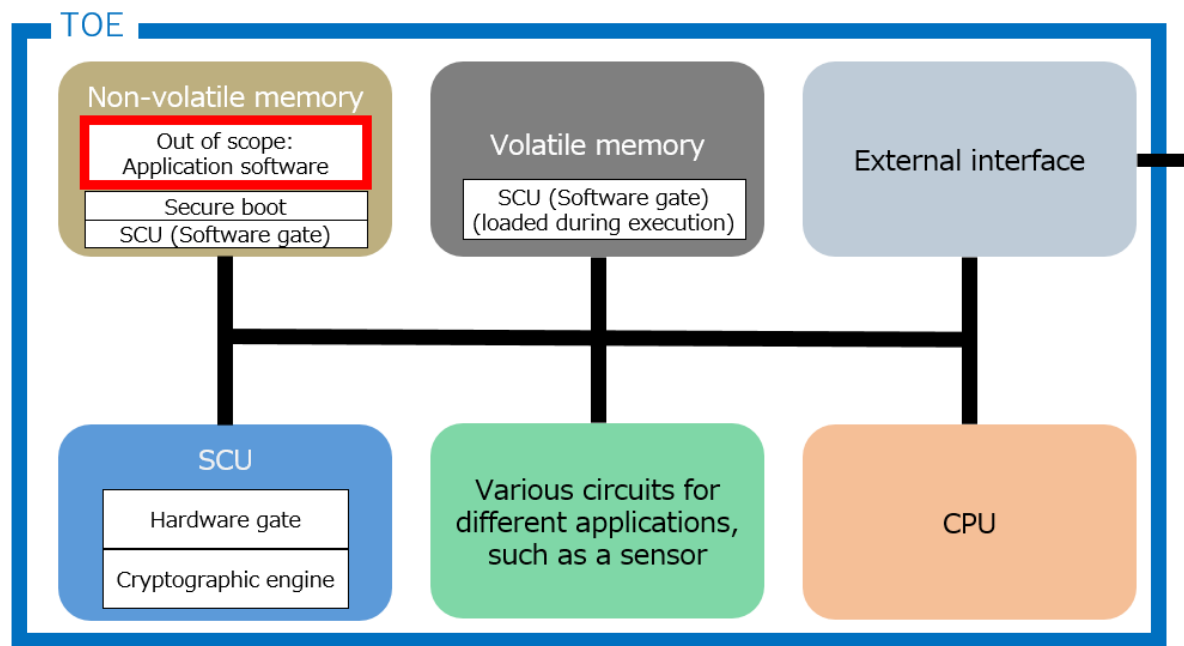 TOE
Non-volatile memory
Out of scope:
Application software
Secure boot
SCU (Software gate)
Volatile memory
SCU (Software gate)
(loaded during execution)
External interface
SCU
Hardware gate
Cryptographic engine
Various circuits for
different applications,
such as a sensor
CPU